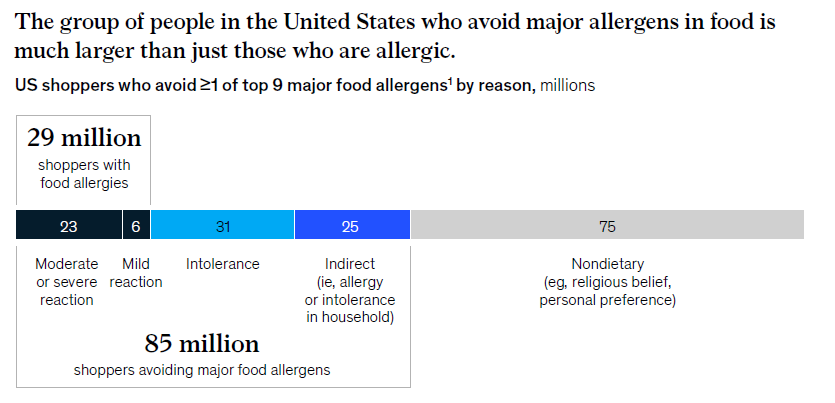 The group of people in the United States who avoid major allergens in food is
much larger than just those who are allergic.
US shoppers who avoid ≥1 of top 9 major food allergens¹ by reason, millions
29 million
shoppers with
food allergies
23
6
31
25
75
Moderate
or severe
reaction
Mild
reaction
Intolerance
Indirect
(ie, allergy
or intolerance
in household)
Nondietary
(eg, religious belief,
personal preference)
85 million
shoppers avoiding major food allergens